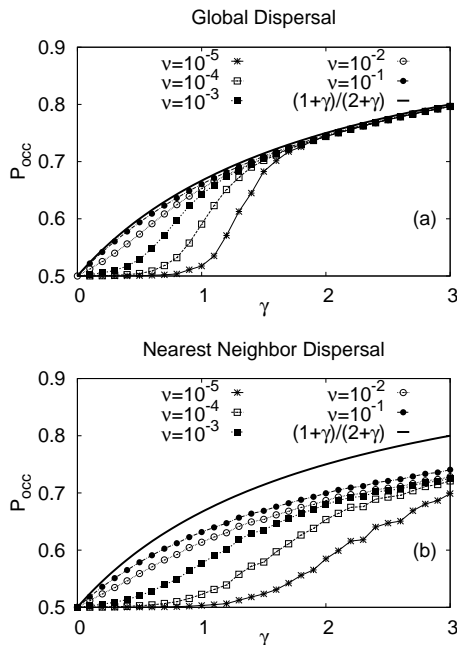 Global Dispersal
0.9
0.8
0.7
0.6
0.5
P_occ
ν=10^-5
ν=10^-4
ν=10^-3
ν=10^-2
ν=10^-1
(1+γ)/(2+γ)
(a)
0 1 2 3
γ
Nearest Neighbor Dispersal
0.9
0.8
0.7
0.6
0.5
P_occ
ν=10^-5
ν=10^-4
ν=10^-3
ν=10^-2
ν=10^-1
(1+γ)/(2+γ)
(b)
0 1 2 3
γ